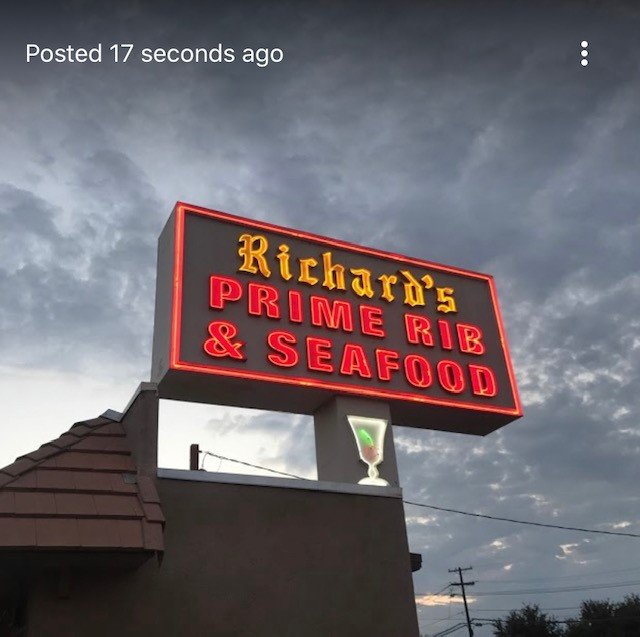 Posted 17 seconds ago
Richard's
PRIME RIB
& SEAFOOD